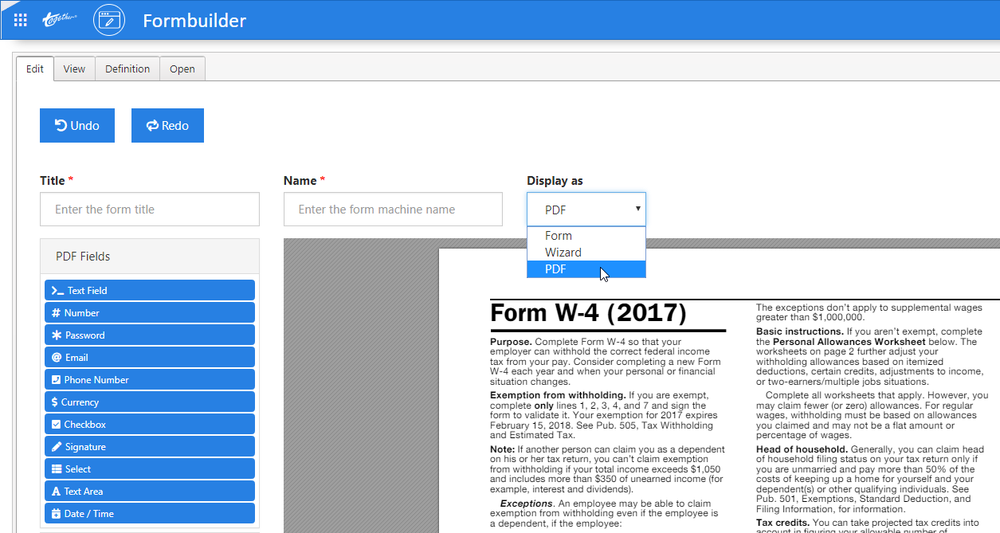 together
Formbuilder
Edit
View
Definition
Open
Undo
Redo
Title *
Name *
Display as
Enter the form title
Enter the form machine name
PDF
Form
Wizard
PDF
PDF Fields
Text Field
# Number
Password
@ Email
Phone Number
$ Currency
Checkbox
Signature
Select
A Text Area
Date / Time
Form W-4 (2017)
Purpose. Complete Form W-4 so that your
employer can withhold the correct federal income
tax from your pay. Consider completing a new Form
W-4 each year and when your personal or financial
situation changes.
Exemption from withholding. If you are exempt,
complete only lines 1, 2, 3, 4, and 7 and sign the
form to validate it. Your exemption for 2017 expires
February 15, 2018. See Pub. 505, Tax Withholding
and Estimated Tax.
Note: If another person can claim you as a dependent
on his or her tax return, you can't claim exemption
from withholding if your total income exceeds $1,050
and includes more than $350 of unearned income (for
example, interest and dividends).
Exceptions. An employee may be able to claim
exemption from withholding even if the employee is
a dependent, if the employee:
The exceptions don't apply to supplemental wages
greater than $1,000,000.
Basic instructions. If you aren't exempt, complete
the Personal Allowances Worksheet below. The
worksheets on page 2 further adjust your
withholding allowances based on itemized
deductions, certain credits, adjustments to income,
or two-earners/multiple jobs situations.
Complete all worksheets that apply. However, you
may claim fewer (or zero) allowances. For regular
wages, withholding must be based on allowances
you claimed and may not be a flat amount or
percentage of wages.
Head of household. Generally, you can claim head
of household filing status on your tax return only if
you are unmarried and pay more than 50% of the
costs of keeping up a home for yourself and your
dependent(s) or other qualifying individuals. See
Pub. 501, Exemptions, Standard Deduction, and
Filing Information, for information.
Tax credits. You can take projected tax credits into
account in figuring your allowable number of